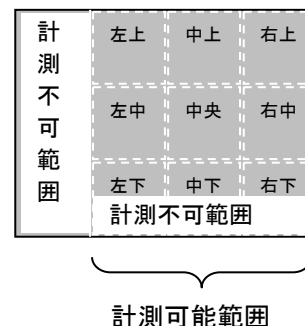 計測不可範囲
左上 中上 右上
左中 中央 右中
左下 中下 右下
計測不可範囲
計測可能範囲